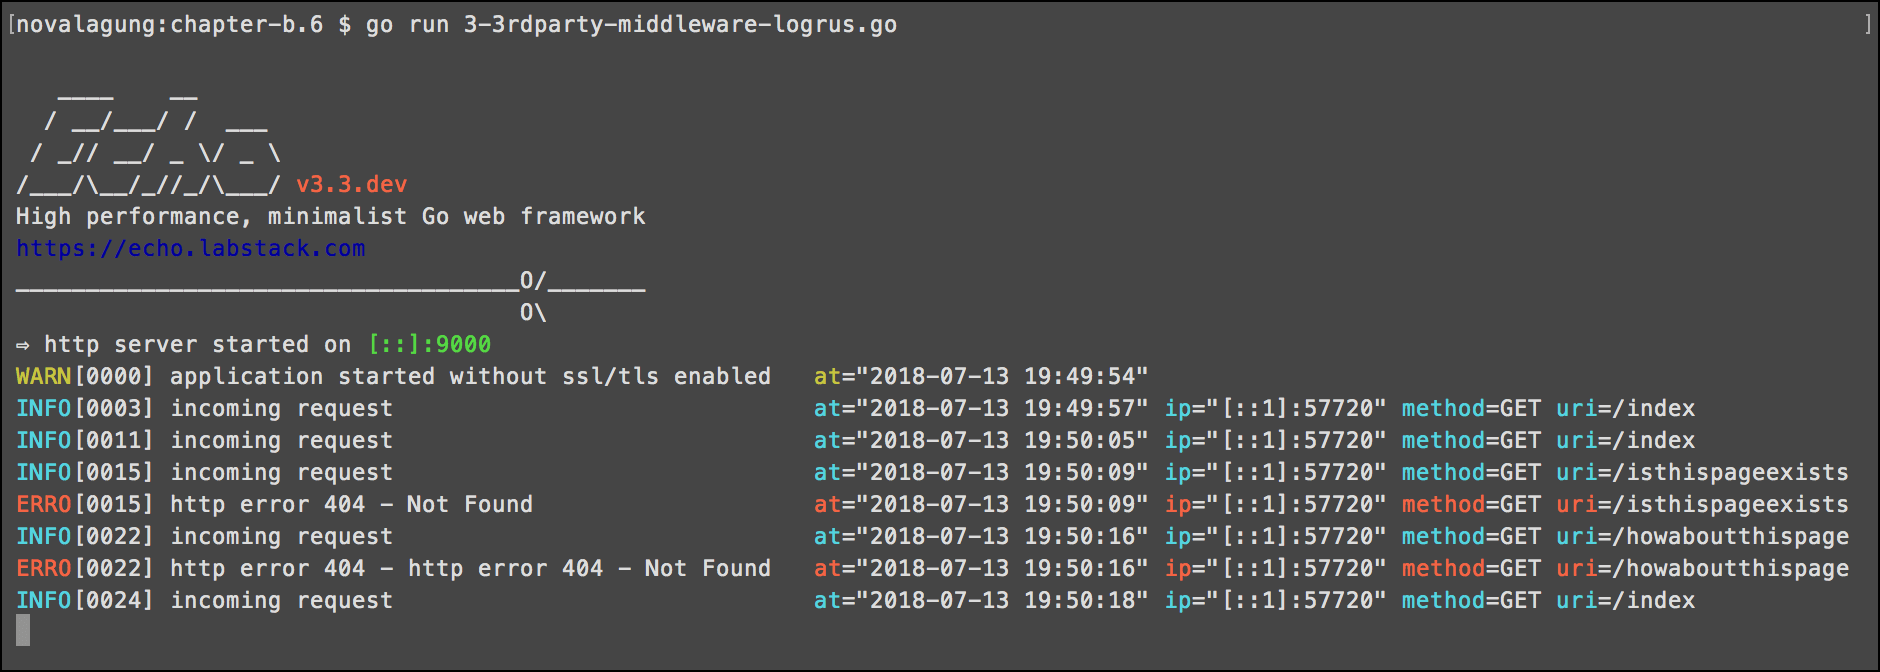 [novalagung:chapter-b.6 $ go run 3-3rdparty-middleware-logrus.go ]
   ____    __
  / __/___/ /  ___
 / _// __/ _ \/ _ \
/___/\__/_//_/\___/ v3.3.dev
High performance, minimalist Go web framework
https://echo.labstack.com
____________________________________O/_______
                                    O\
⇨ http server started on [::]:9000
WARN[0000] application started without ssl/tls enabled   at="2018-07-13 19:49:54"
INFO[0003] incoming request                              at="2018-07-13 19:49:57" ip="[::1]:57720" method=GET uri=/index
INFO[0011] incoming request                              at="2018-07-13 19:50:05" ip="[::1]:57720" method=GET uri=/index
INFO[0015] incoming request                              at="2018-07-13 19:50:09" ip="[::1]:57720" method=GET uri=/isthispageexists
ERRO[0015] http error 404 - Not Found                    at="2018-07-13 19:50:09" ip="[::1]:57720" method=GET uri=/isthispageexists
INFO[0022] incoming request                              at="2018-07-13 19:50:16" ip="[::1]:57720" method=GET uri=/howaboutthispage
ERRO[0022] http error 404 - http error 404 - Not Found   at="2018-07-13 19:50:16" ip="[::1]:57720" method=GET uri=/howaboutthispage
INFO[0024] incoming request                              at="2018-07-13 19:50:18" ip="[::1]:57720" method=GET uri=/index